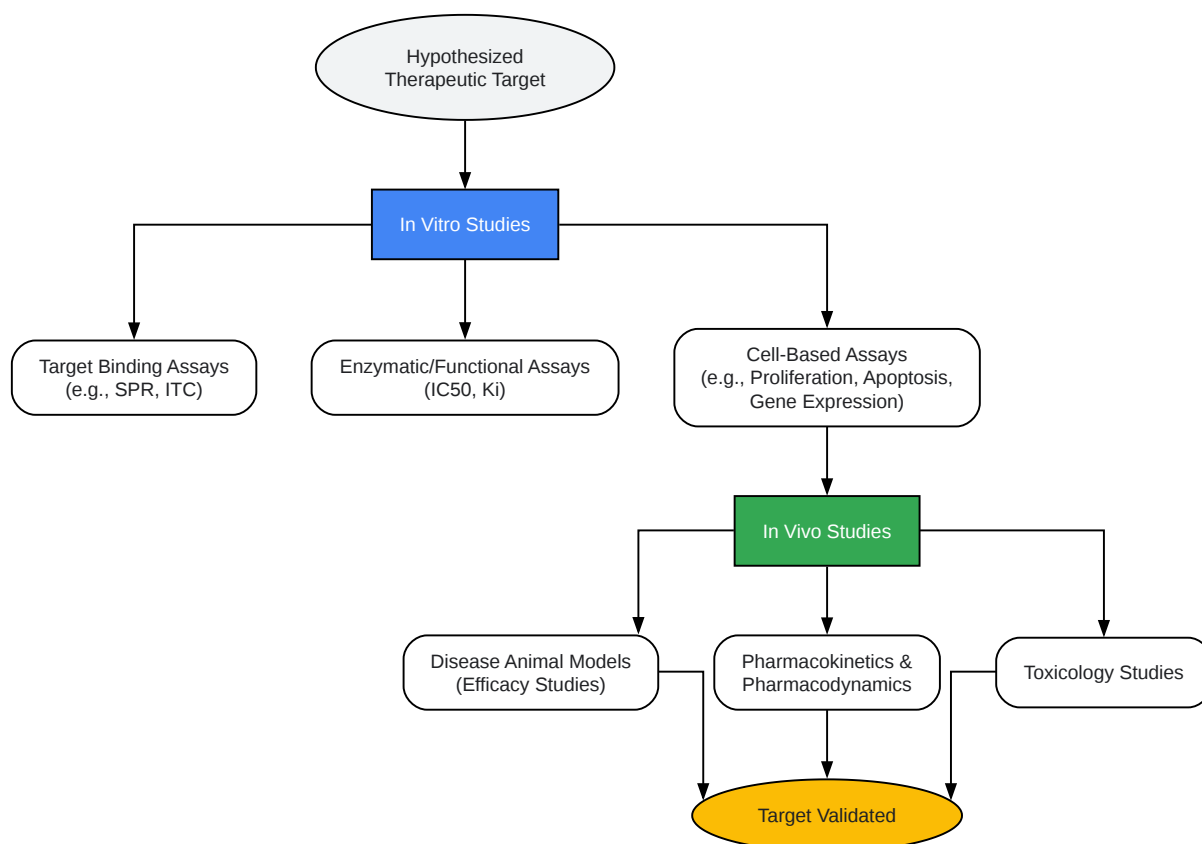 Hypothesized
Therapeutic Target
In Vitro Studies
Target Binding Assays
(e.g., SPR, ITC)
Enzymatic/Functional Assays
(IC50, Ki)
Cell-Based Assays
(e.g., Proliferation, Apoptosis,
Gene Expression)
In Vivo Studies
Disease Animal Models
(Efficacy Studies)
Pharmacokinetics &
Pharmacodynamics
Toxicology Studies
Target Validated